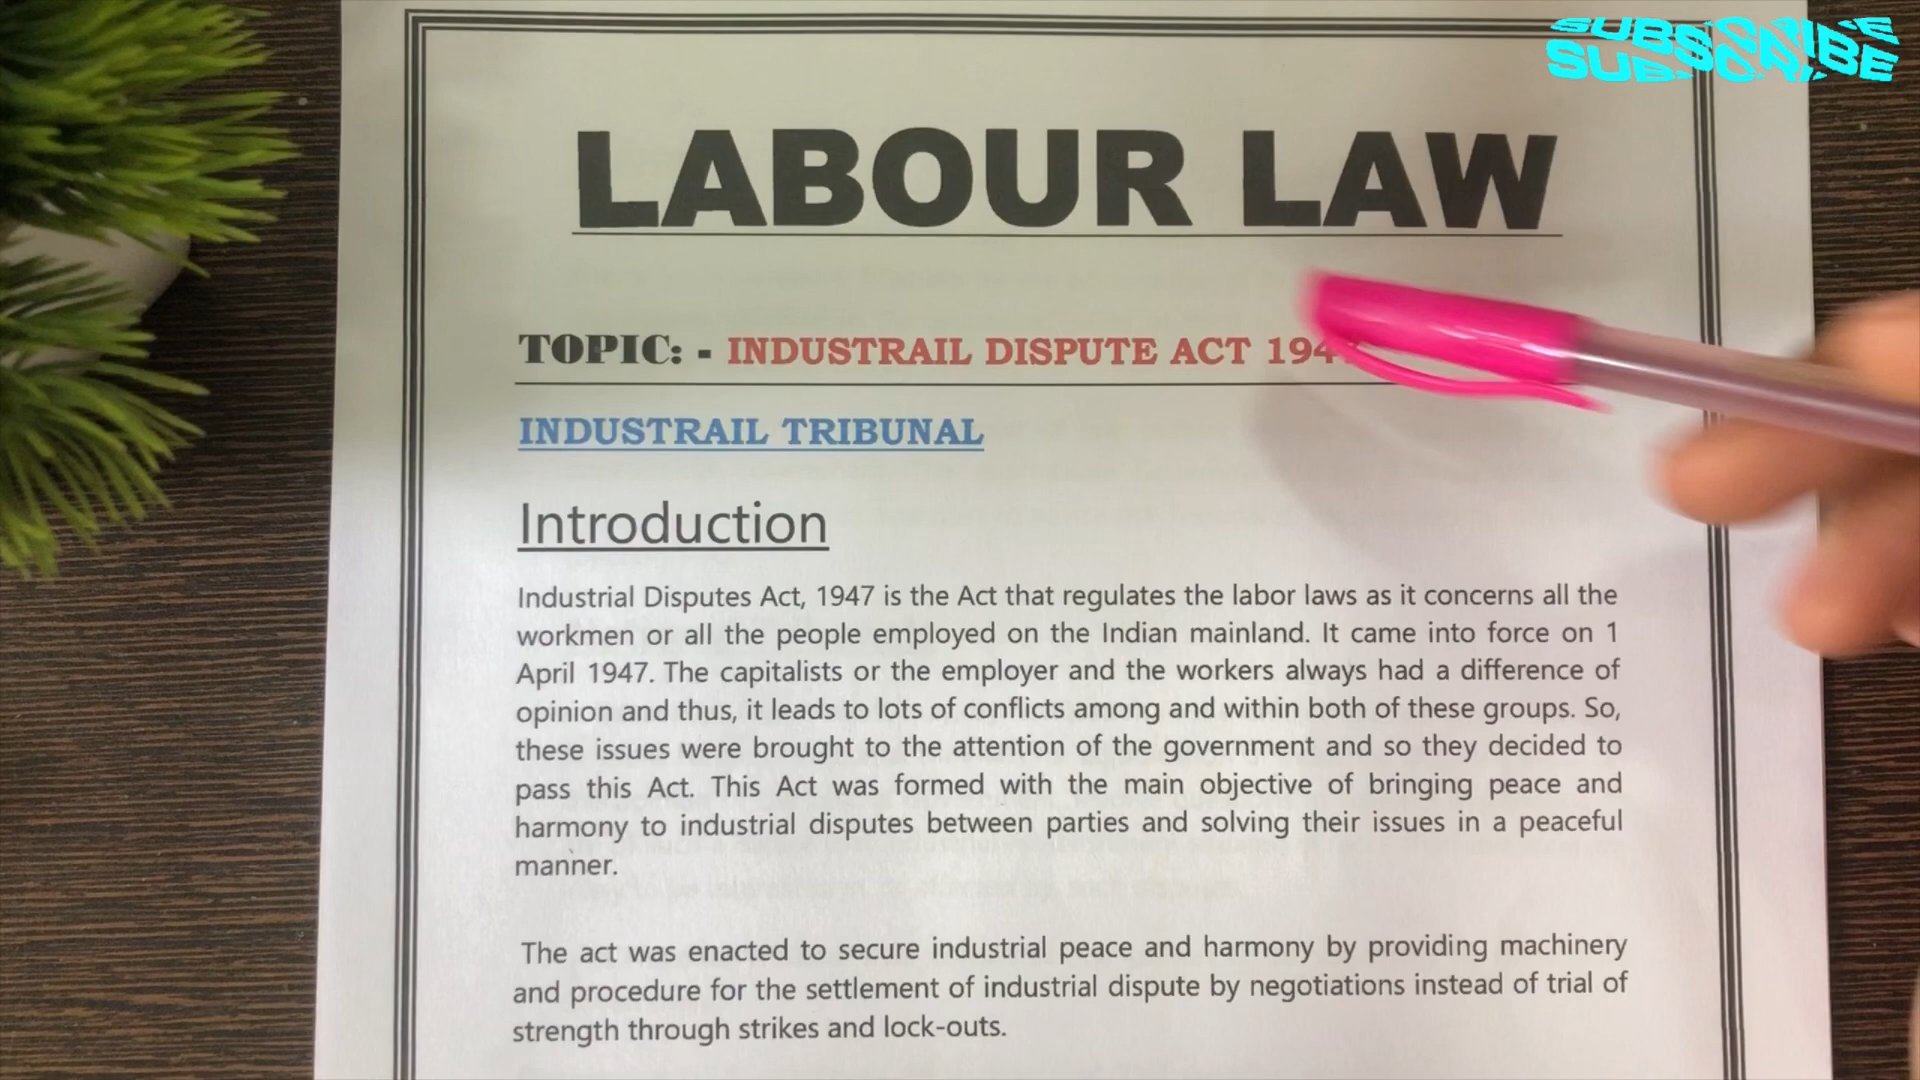 SUBSCRIBE
SUBSCRIBE
LABOUR LAW
TOPIC: - INDUSTRAIL DISPUTE ACT 194
INDUSTRAIL TRIBUNAL
Introduction
Industrial Disputes Act, 1947 is the Act that regulates the labor laws as it concerns all the
workmen or all the people employed on the Indian mainland. It came into force on 1
April 1947. The capitalists or the employer and the workers always had a difference of
opinion and thus, it leads to lots of conflicts among and within both of these groups. So,
these issues were brought to the attention of the government and so they decided to
pass this Act. This Act was formed with the main objective of bringing peace and
harmony to industrial disputes between parties and solving their issues in a peaceful
manner.
The act was enacted to secure industrial peace and harmony by providing machinery
and procedure for the settlement of industrial dispute by negotiations instead of trial of
strength through strikes and lock-outs.